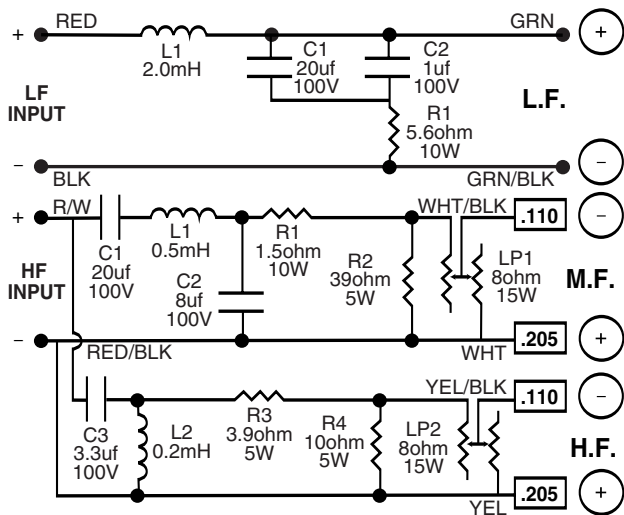 + RED
GRN +
L1
2.0mH
C1
20uf
100V
C2
1uf
100V
LF
INPUT
L.F.
R1
5.6ohm
10W
-
BLK
GRN/BLK
-
+ R/W
WHT/BLK
.110
-
C1
20uf
100V
L1
0.5mH
R1
1.5ohm
10W
C2
8uf
100V
R2
39ohm
5W
LP1
8ohm
15W
M.F.
HF
INPUT
-
RED/BLK
WHT
.205
+
YEL/BLK
.110
-
C3
3.3uf
100V
L2
0.2mH
R3
3.9ohm
5W
R4
10ohm
5W
LP2
8ohm
15W
H.F.
YEL
.205
+